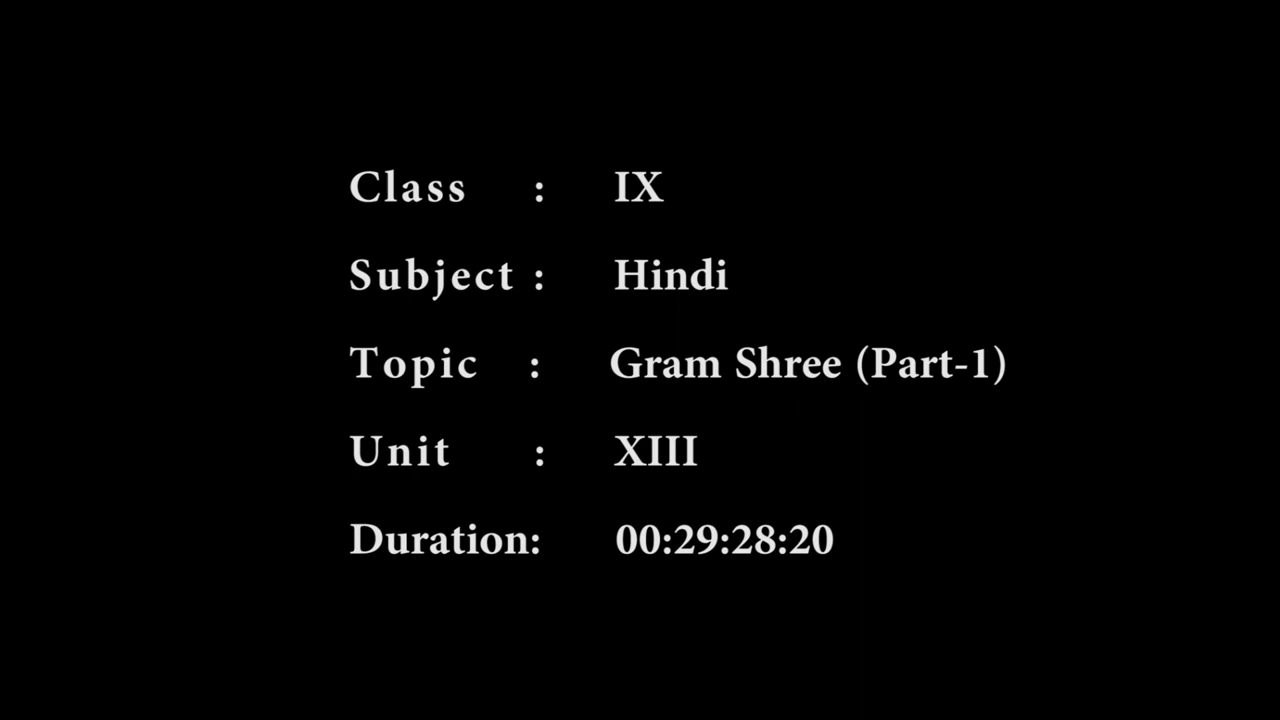 Class : IX
Subject : Hindi
Topic : Gram Shree (Part-1)
Unit : XIII
Duration: 00:29:28:20